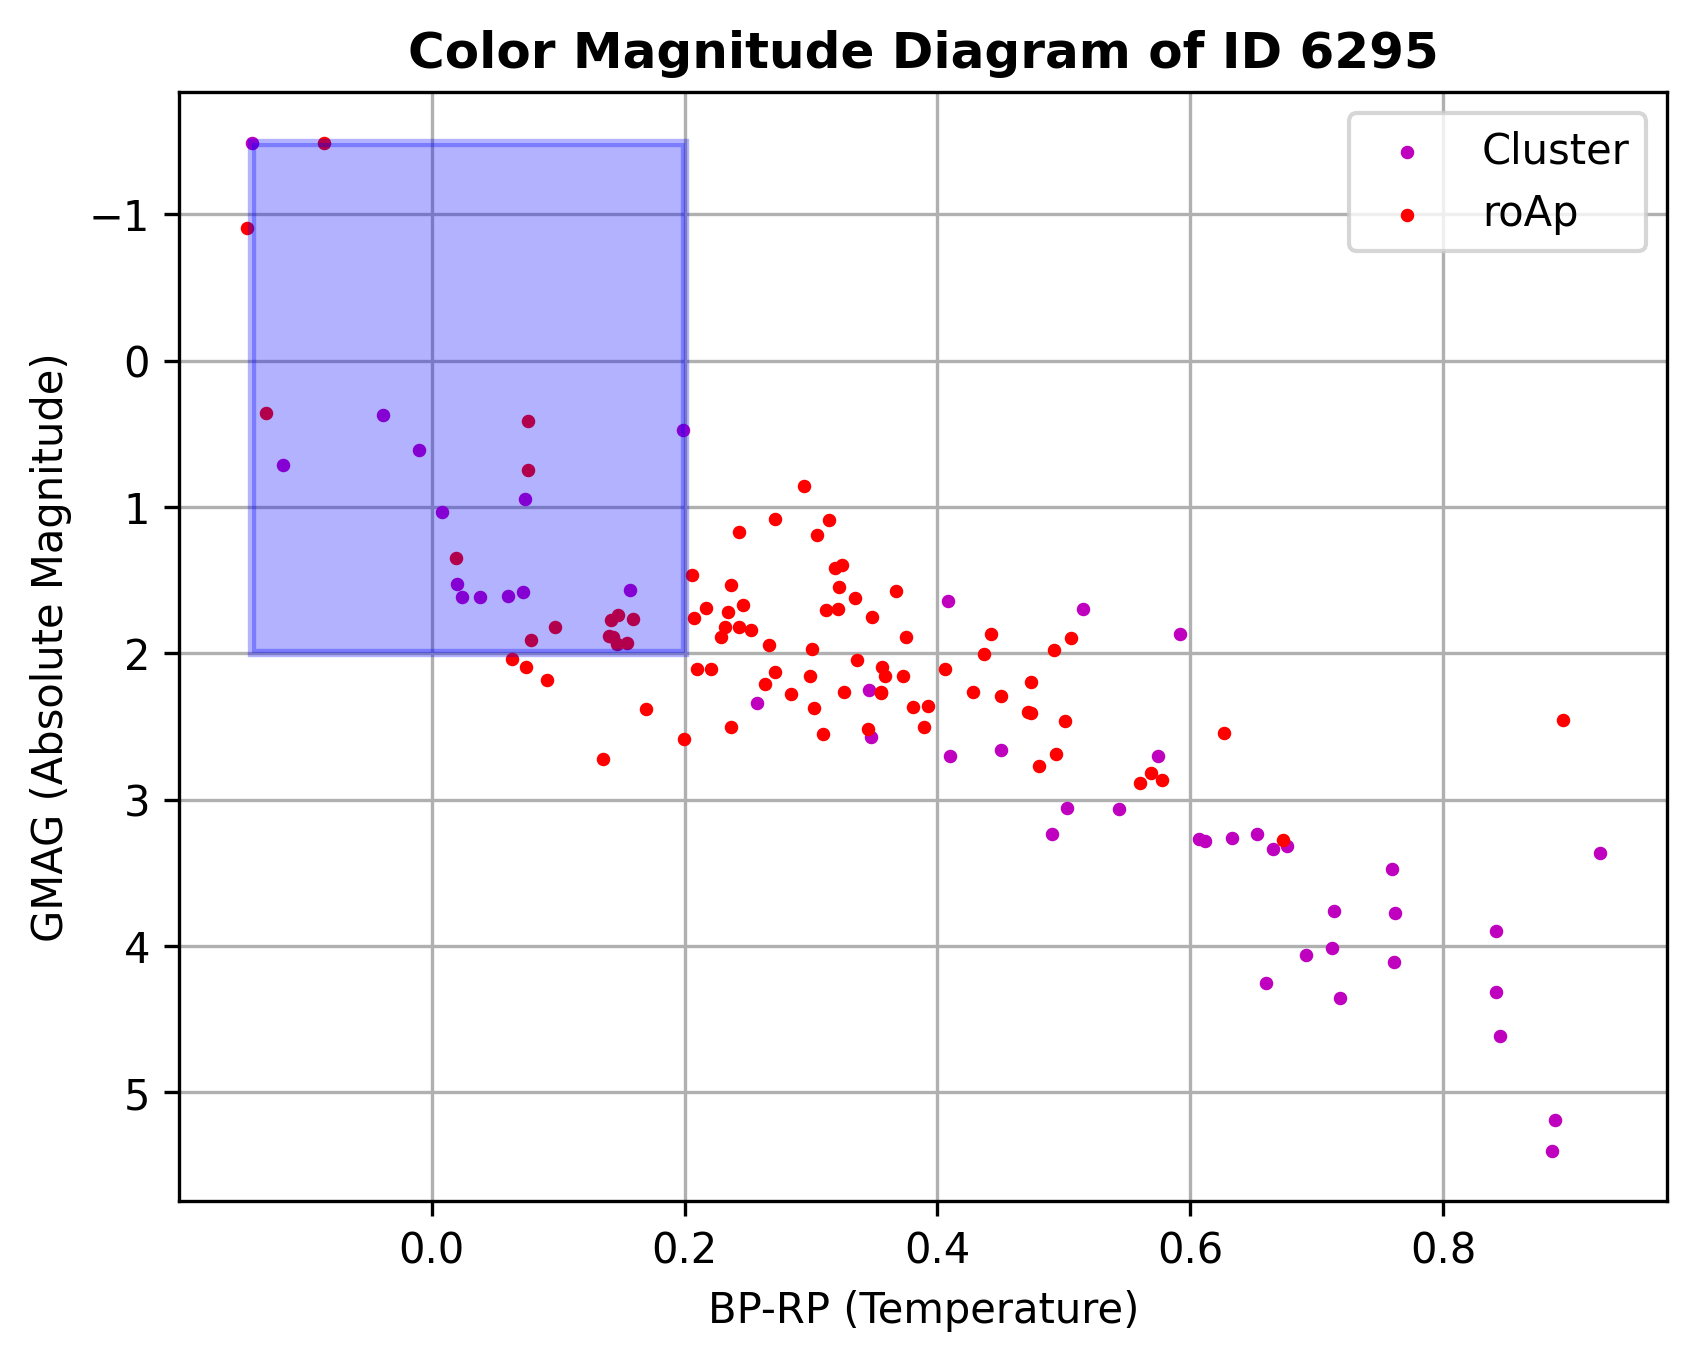 Color Magnitude Diagram of ID 6295
Cluster
roAp
−1
0
1
2
3
4
5
GMAG (Absolute Magnitude)
0.0 0.2 0.4 0.6 0.8
BP-RP (Temperature)